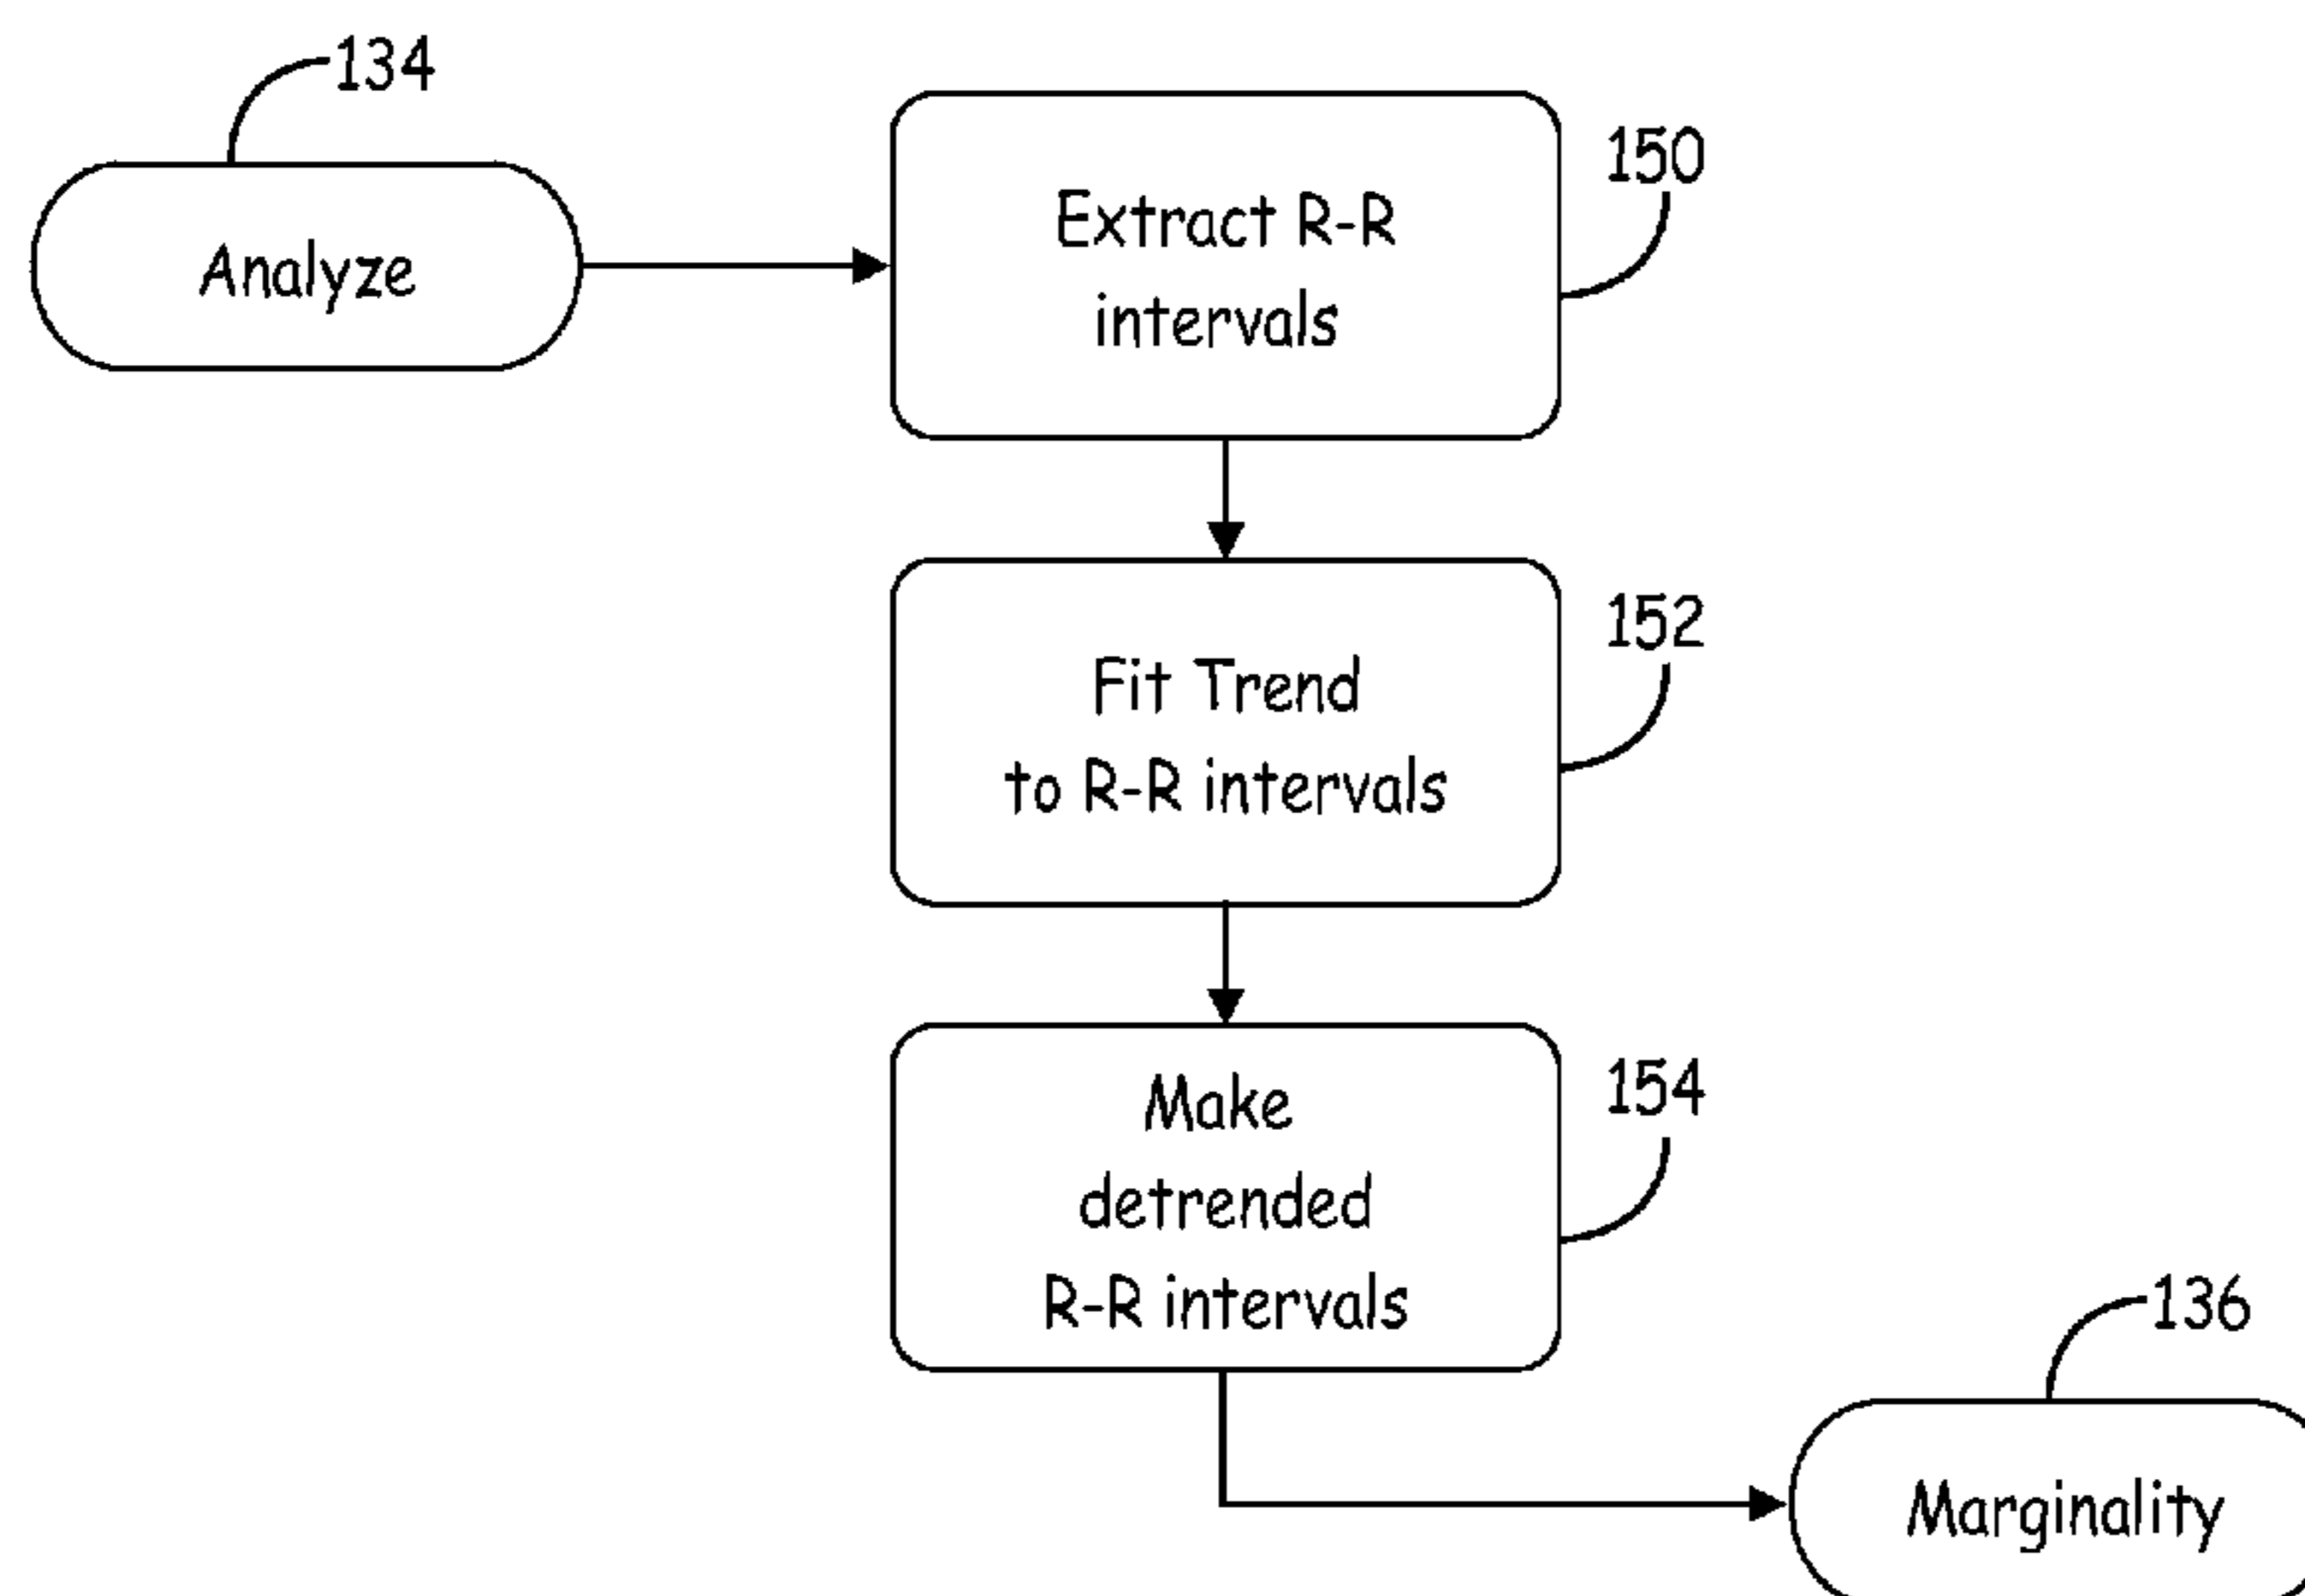 134
Analyze
150
Extract R-R
intervals
152
Fit Trend
to R-R intervals
154
Make
detrended
R-R intervals
136
Marginality